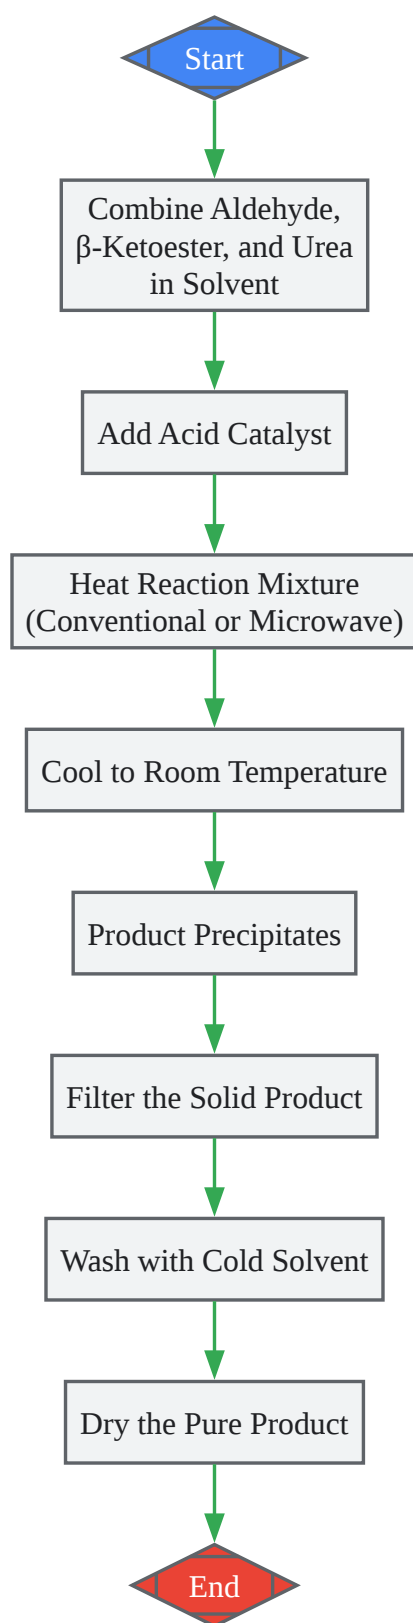 Start
Combine Aldehyde,
β-Ketoester, and Urea
in Solvent
Add Acid Catalyst
Heat Reaction Mixture
(Conventional or Microwave)
Cool to Room Temperature
Product Precipitates
Filter the Solid Product
Wash with Cold Solvent
Dry the Pure Product
End